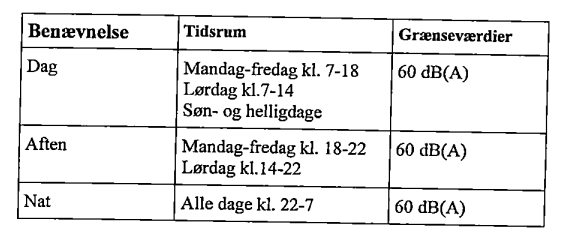 Benævnelse Tidsrum Grænseværdier
Dag Mandag-fredag kl. 7-18 60 dB(A)
Lørdag kl.7-14
Søn- og helligdage
Aften Mandag-fredag kl. 18-22 60 dB(A)
Lørdag kl.14-22
Nat Alle dage kl. 22-7 60 dB(A)